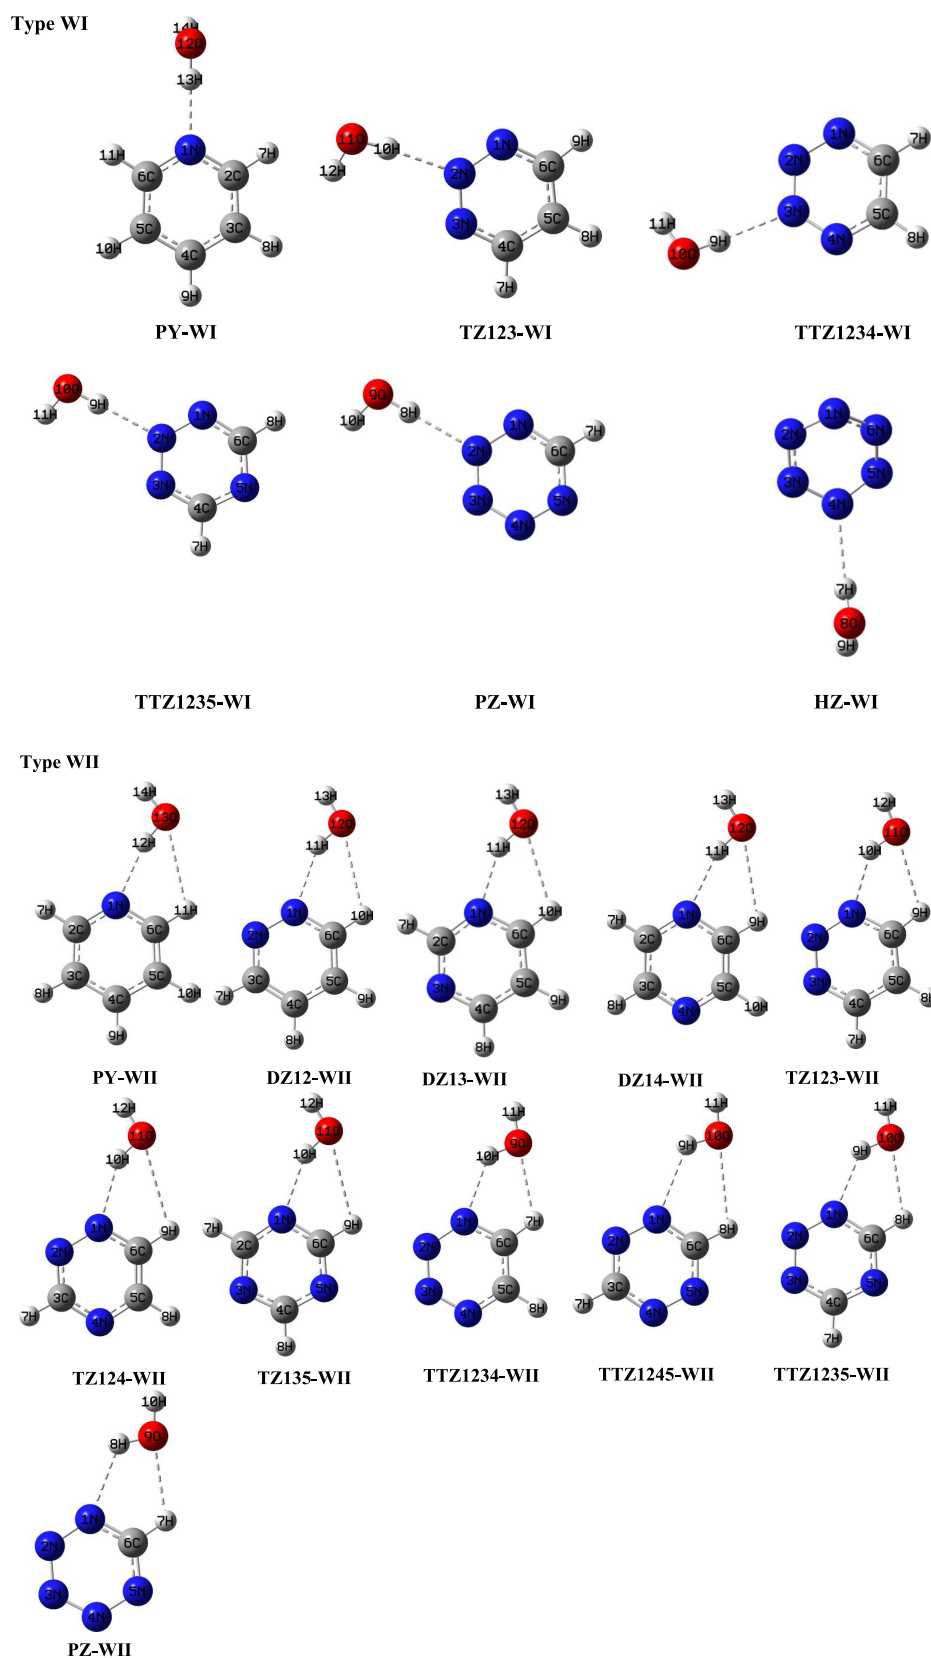 Type WI
14H
12O
13H
1N
11H
7H
6C
2C
5C
3C
10H
8H
4C
9H
PY-WI
11O
10H
1N
9H
12H
2N
6C
3N
5C
4C
8H
7H
TZ123-WI
1N
7H
2N
6C
11H
9H
3N
5C
10O
4N
8H
TTZ1234-WI
10O
9H
11H
1N
8H
2N
6C
3N
5N
4C
7H
TTZ1235-WI
9O
8H
10H
1N
7H
2N
6C
3N
5N
4N
PZ-WI
1N
2N
6N
3N
5N
4N
7H
8O
9H
HZ-WI
Type WII
14H
13O
12H
1N
7H
11H
2C
6C
3C
5C
8H
10H
4C
9H
PY-WII
13H
12O
11H
1N
10H
2N
6C
3C
5C
7H
9H
4C
8H
DZ12-WII
13H
12O
11H
1N
10H
7H
2C
6C
3N
5C
9H
4C
8H
DZ13-WII
13H
12O
11H
1N
7H
9H
2C
6C
3C
5C
8H
10H
4N
DZ14-WII
12H
11O
10H
1N
9H
2N
6C
3N
5C
4C
8H
7H
TZ123-WII
12H
11O
10H
1N
9H
2N
6C
3C
5C
7H
8H
4N
TZ124-WII
12H
11O
10H
1N
7H
9H
2C
6C
3N
5N
4C
8H
TZ135-WII
11H
9O
10H
1N
7H
2N
6C
3N
5C
4N
8H
TTZ1234-WII
11H
10O
9H
1N
8H
2N
6C
3C
5N
7H
4N
TTZ1245-WII
11H
10O
9H
1N
8H
2N
6C
3N
5N
4C
7H
TTZ1235-WII
10H
9O
8H
1N
7H
2N
6C
3N
5N
4N
PZ-WII